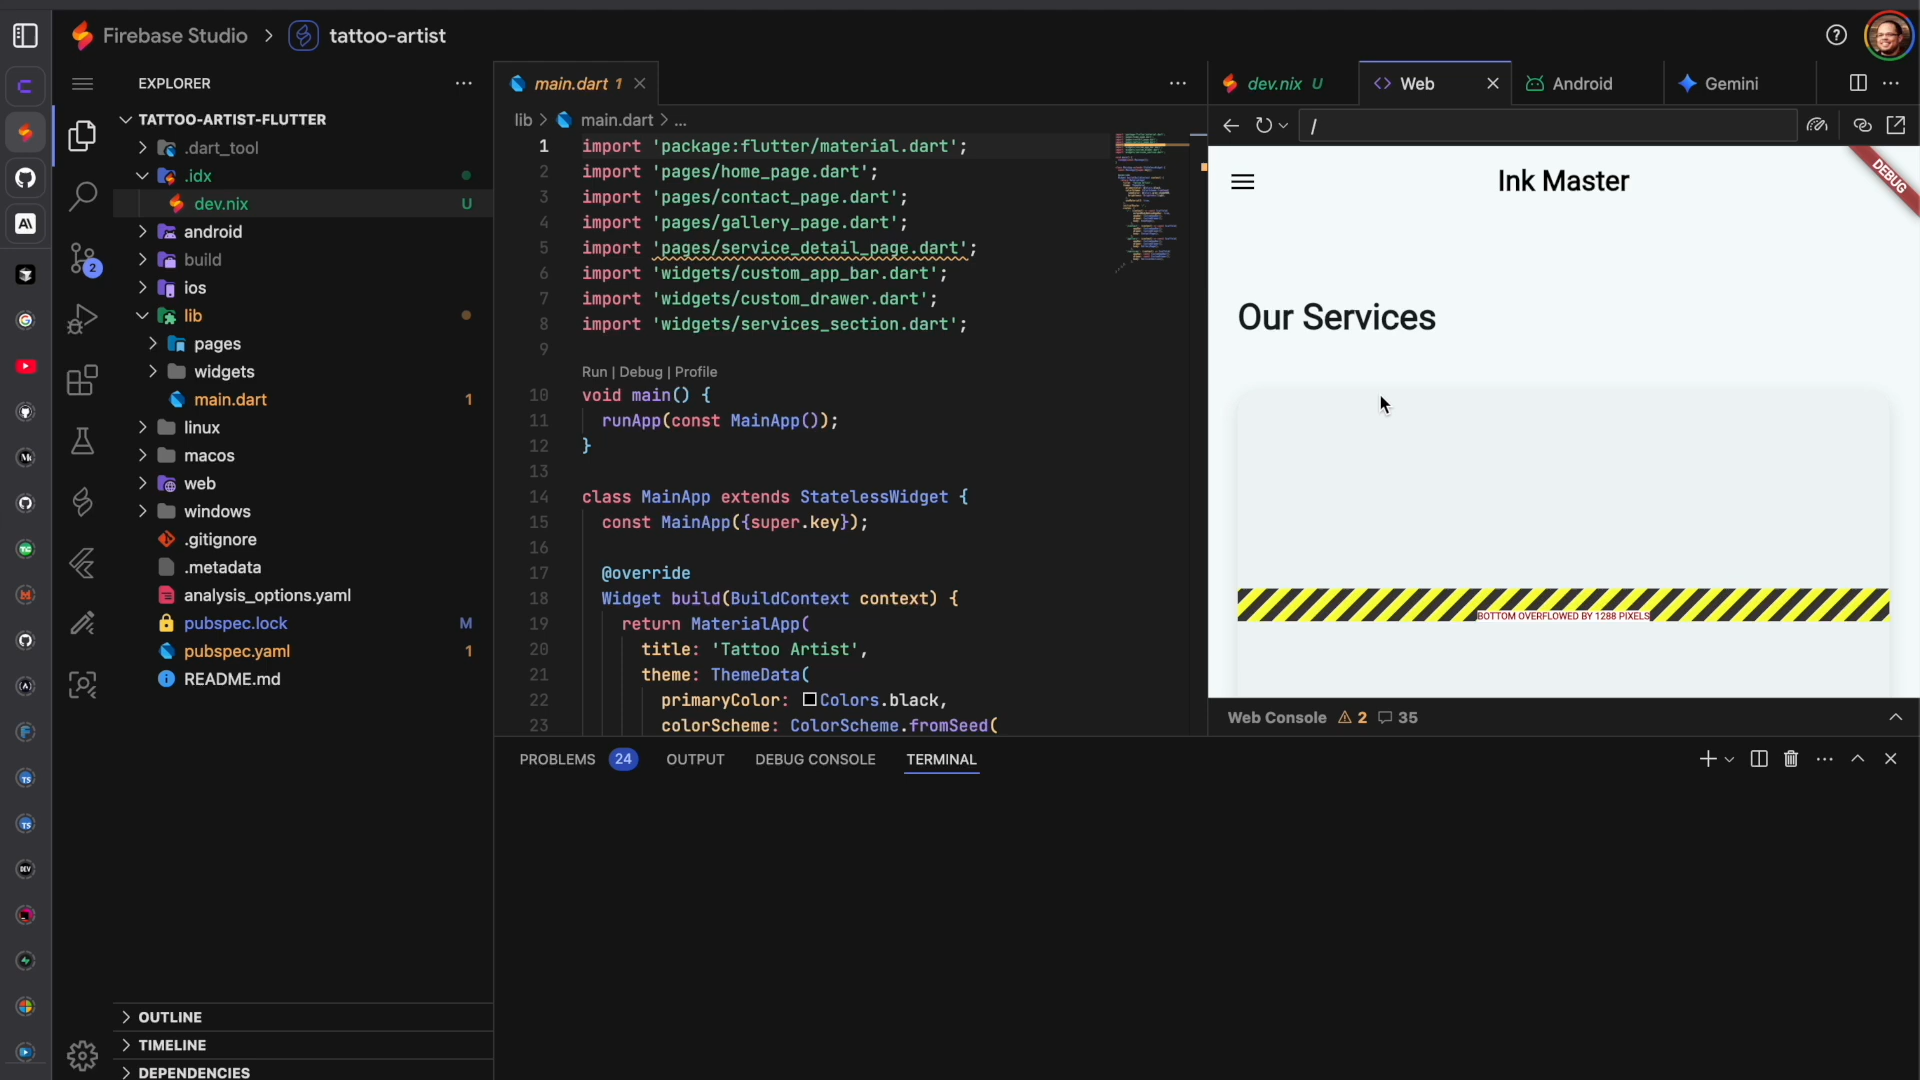 Firebase Studio > tattoo-artist
EXPLORER
TATTOO-ARTIST-FLUTTER
.dart_tool
.idx
dev.nix U
android
build
ios
lib
pages
widgets
main.dart 1
linux
macos
web
windows
.gitignore
.metadata
analysis_options.yaml
pubspec.lock M
pubspec.yaml 1
README.md
OUTLINE
TIMELINE
DEPENDENCIES
2
main.dart 1
lib > main.dart > ...
1 import 'package:flutter/material.dart';
2 import 'pages/home_page.dart';
3 import 'pages/contact_page.dart';
4 import 'pages/gallery_page.dart';
5 import 'pages/service_detail_page.dart';
6 import 'widgets/custom_app_bar.dart';
7 import 'widgets/custom_drawer.dart';
8 import 'widgets/services_section.dart';
9
Run | Debug | Profile
10 void main() {
11 runApp(const MainApp());
12 }
13
14 class MainApp extends StatelessWidget {
15 const MainApp({super.key});
16
17 @override
18 Widget build(BuildContext context) {
19 return MaterialApp(
20 title: 'Tattoo Artist',
21 theme: ThemeData(
22 primaryColor: Colors.black,
23 colorScheme: ColorScheme.fromSeed(
dev.nix U
Web
Android
Gemini
/
Ink Master
DEBUG
Our Services
BOTTOM OVERFLOWED BY 1288 PIXELS
Web Console 2 35
PROBLEMS 24 OUTPUT DEBUG CONSOLE TERMINAL